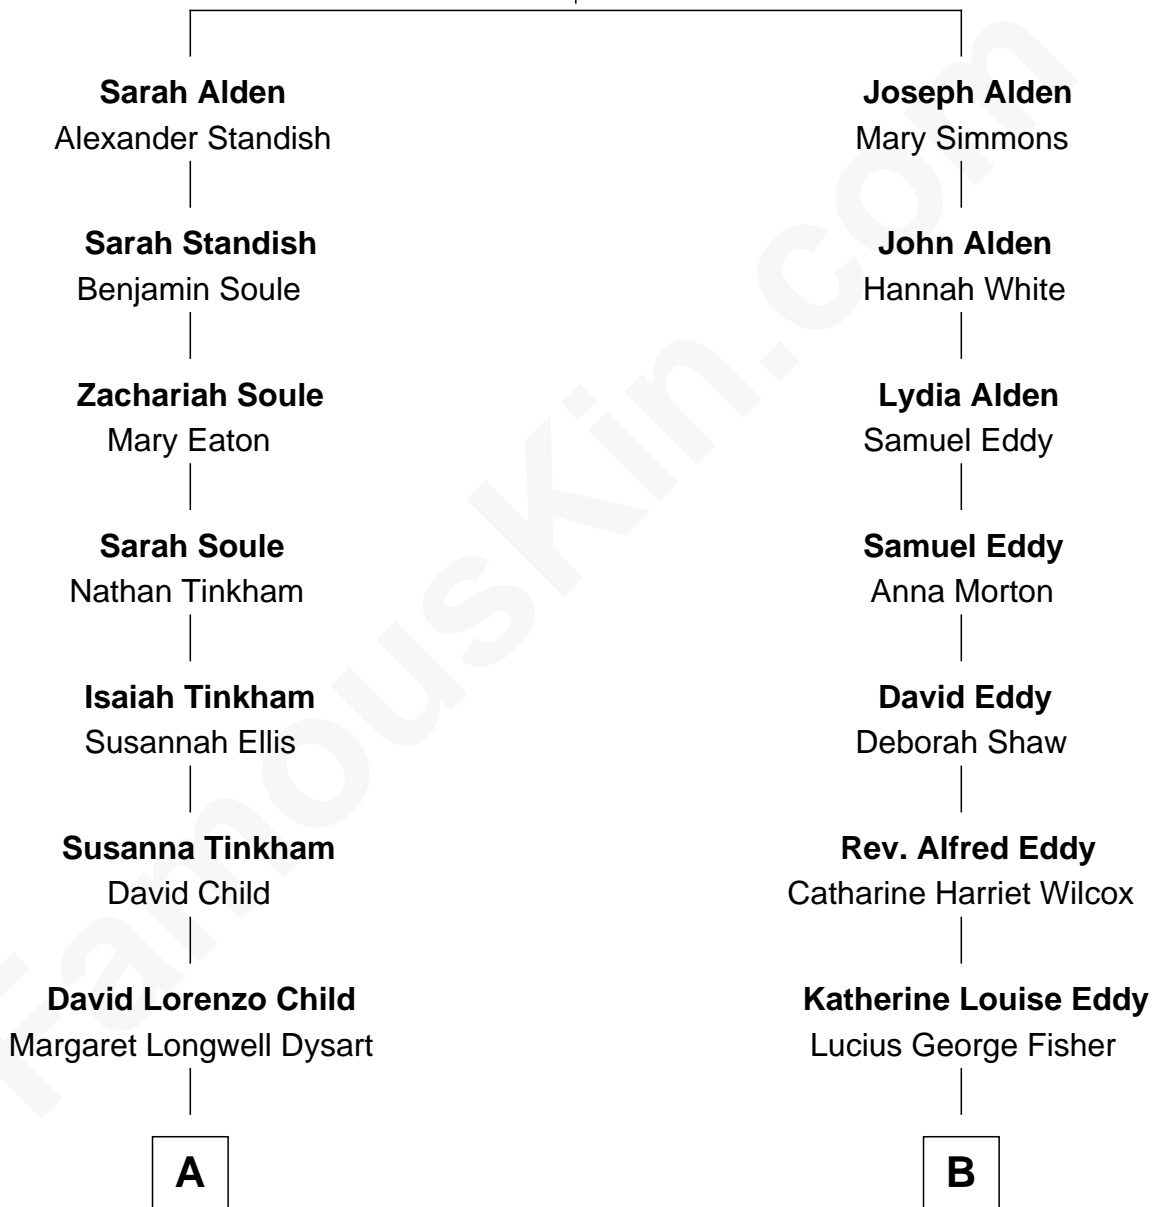 Sarah Alden
Alexander Standish
Sarah Standish
Benjamin Soule
Zachariah Soule
Mary Eaton
Sarah Soule
Nathan Tinkham
Isaiah Tinkham
Susannah Ellis
Susanna Tinkham
David Child
David Lorenzo Child
Margaret Longwell Dysart
A
Joseph Alden
Mary Simmons
John Alden
Hannah White
Lydia Alden
Samuel Eddy
Samuel Eddy
Anna Morton
David Eddy
Deborah Shaw
Rev. Alfred Eddy
Catharine Harriet Wilcox
Katherine Louise Eddy
Lucius George Fisher
B
FamousKin.com